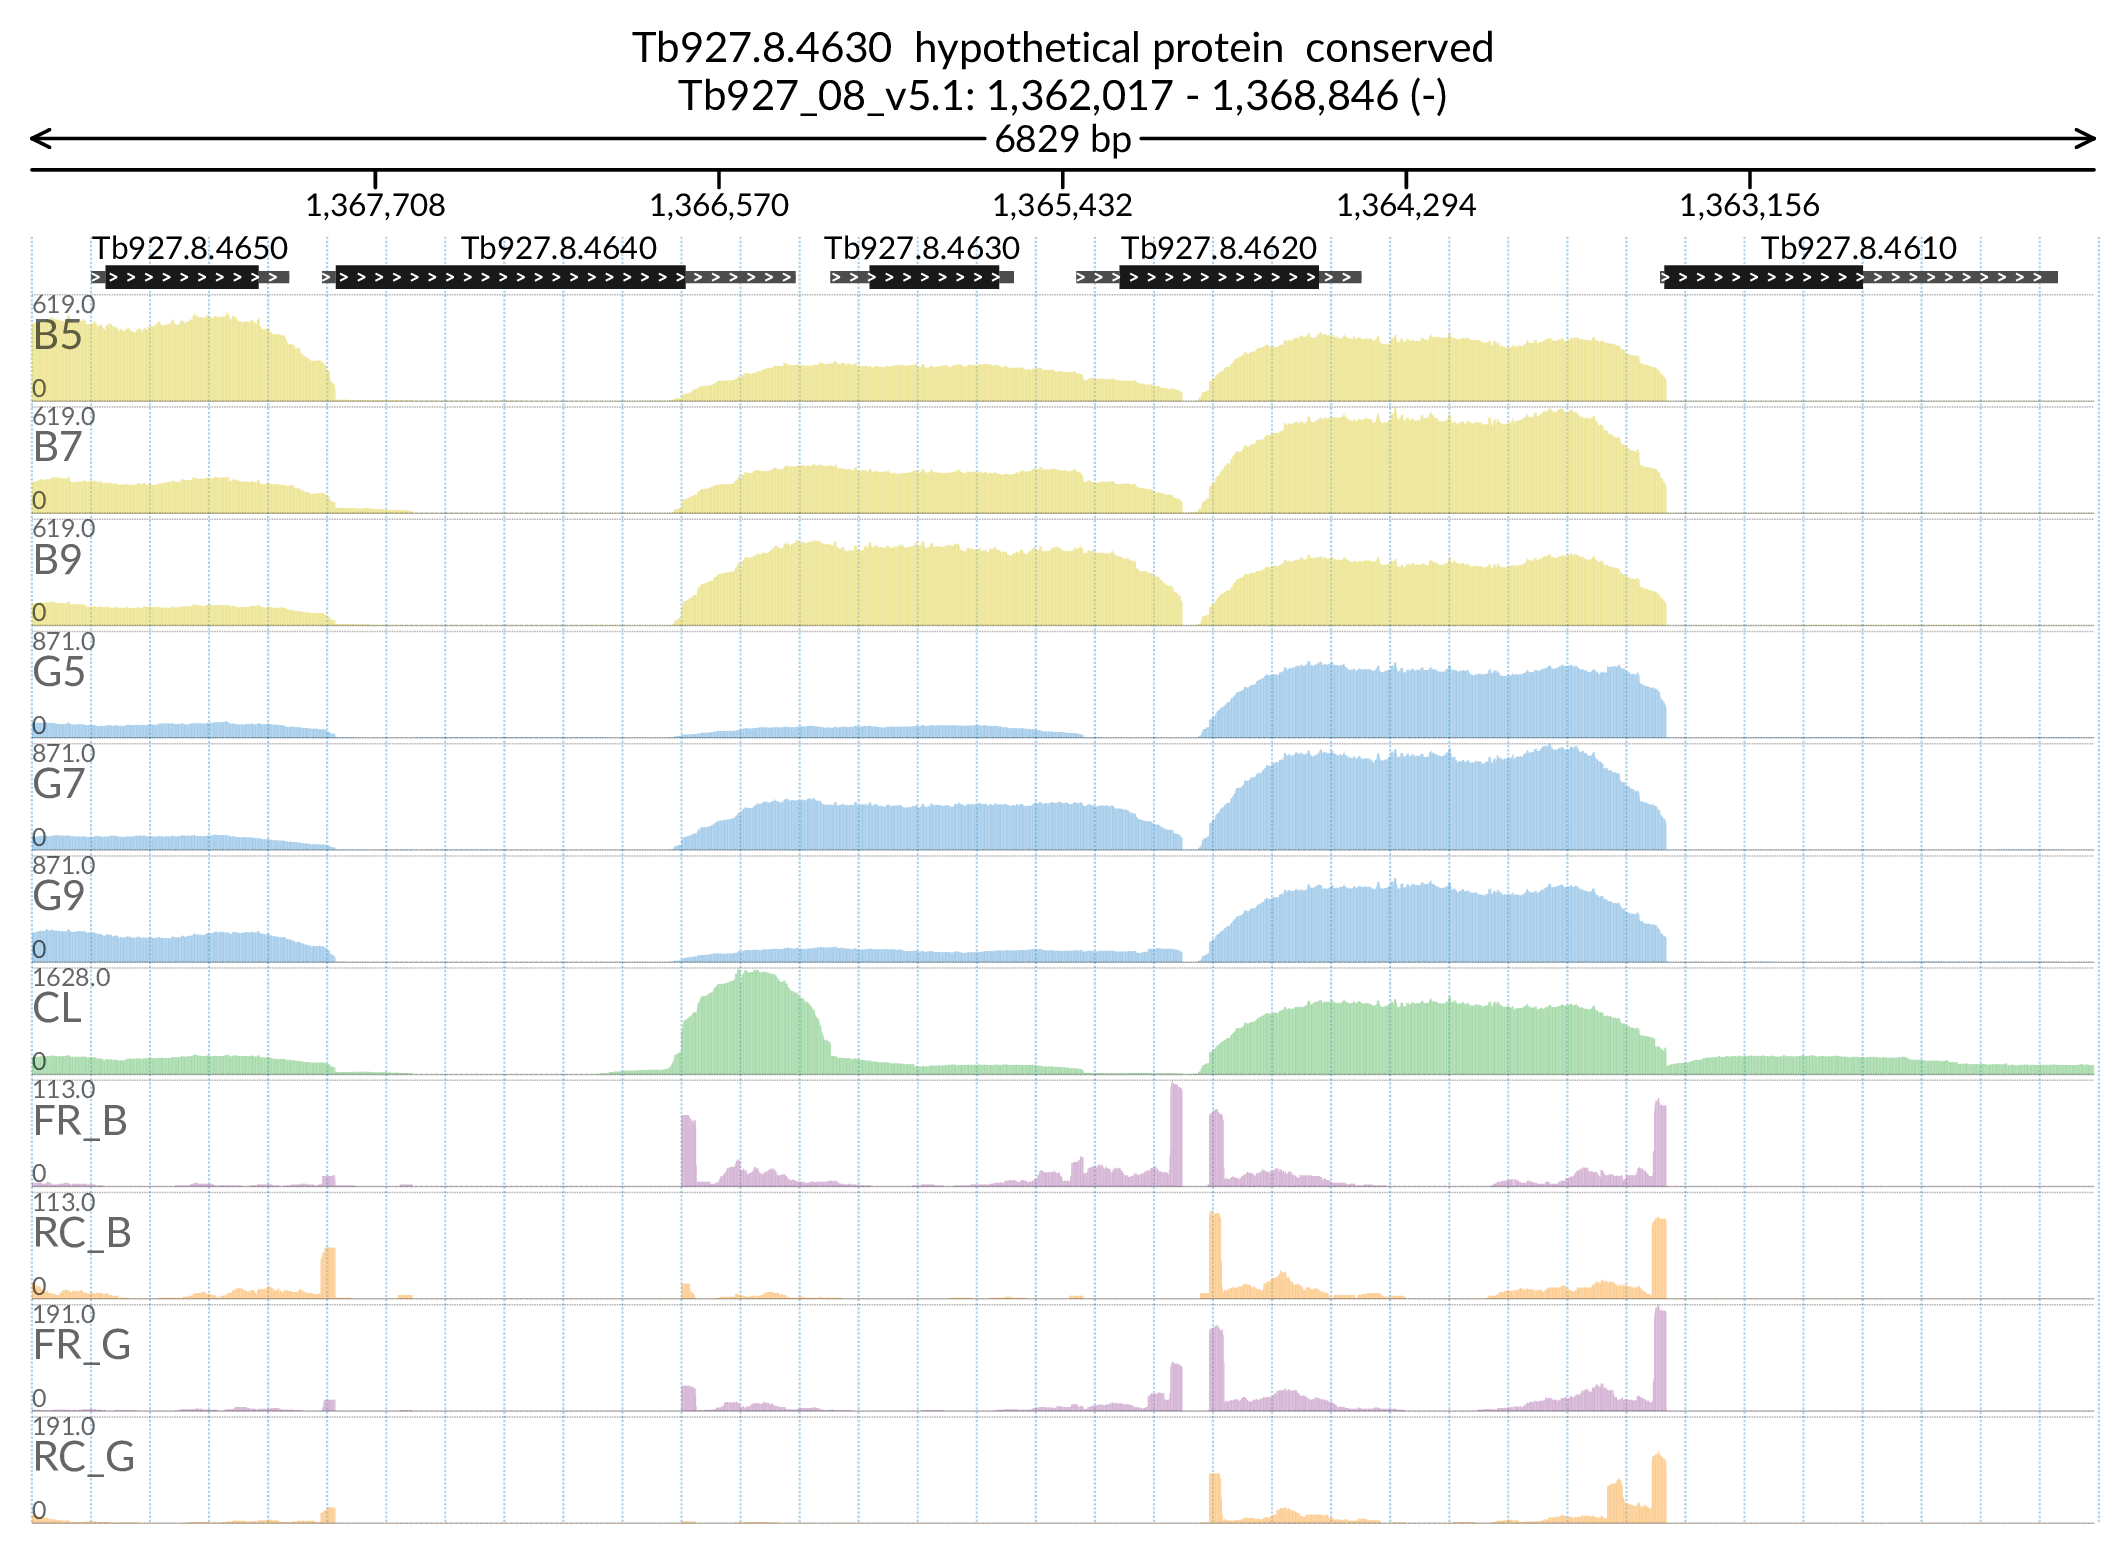 Tb927.8.4630 hypothetical protein conserved
Tb927_08_v5.1: 1,362,017 - 1,368,846 (-)
6829 bp
1,367,708 1,366,570 1,365,432 1,364,294 1,363,156
Tb927.8.4650 Tb927.8.4640 Tb927.8.4630 Tb927.8.4620 Tb927.8.4610
619.0
B5
0
619.0
B7
0
619.0
B9
0
871.0
G5
0
871.0
G7
0
871.0
G9
0
1628.0
CL
0
113.0
FR_B
0
113.0
RC_B
0
191.0
FR_G
0
191.0
RC_G
0